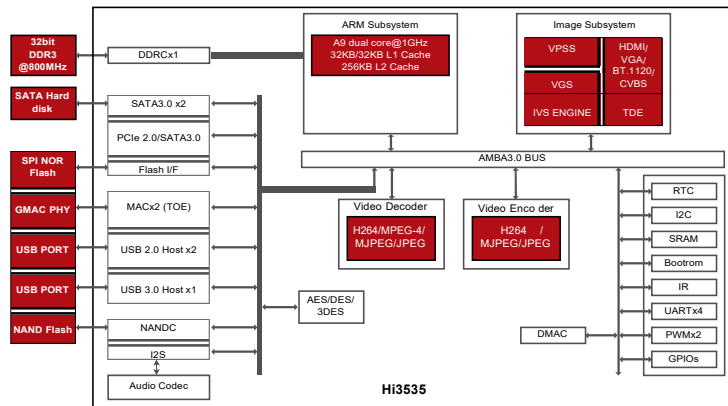 ARM Subsystem
Image Subsystem
32bit
DDR3
@800MHz
DDRCx1
A9 dual core@1GHz
32KB/32KB L1 Cache
256KB L2 Cache
VPSS
HDMI/
VGA/
BT.1120/
CVBS
VGS
IVS ENGINE
TDE
SATA Hard
disk
SATA3.0 x2
PCIe 2.0/SATA3.0
SPI NOR
Flash
Flash I/F
AMBA3.0 BUS
GMAC PHY
MACx2 (TOE)
Video Decoder
H264/MPEG-4/
MJPEG/JPEG
Video Enco der
H264 /
MJPEG/JPEG
RTC
I2C
SRAM
Bootrom
IR
UARTx4
PWMx2
GPIOs
USB PORT
USB 2.0 Host x2
USB PORT
USB 3.0 Host x1
AES/DES/
3DES
NAND Flash
NANDC
DMAC
I2S
Audio Codec
Hi3535